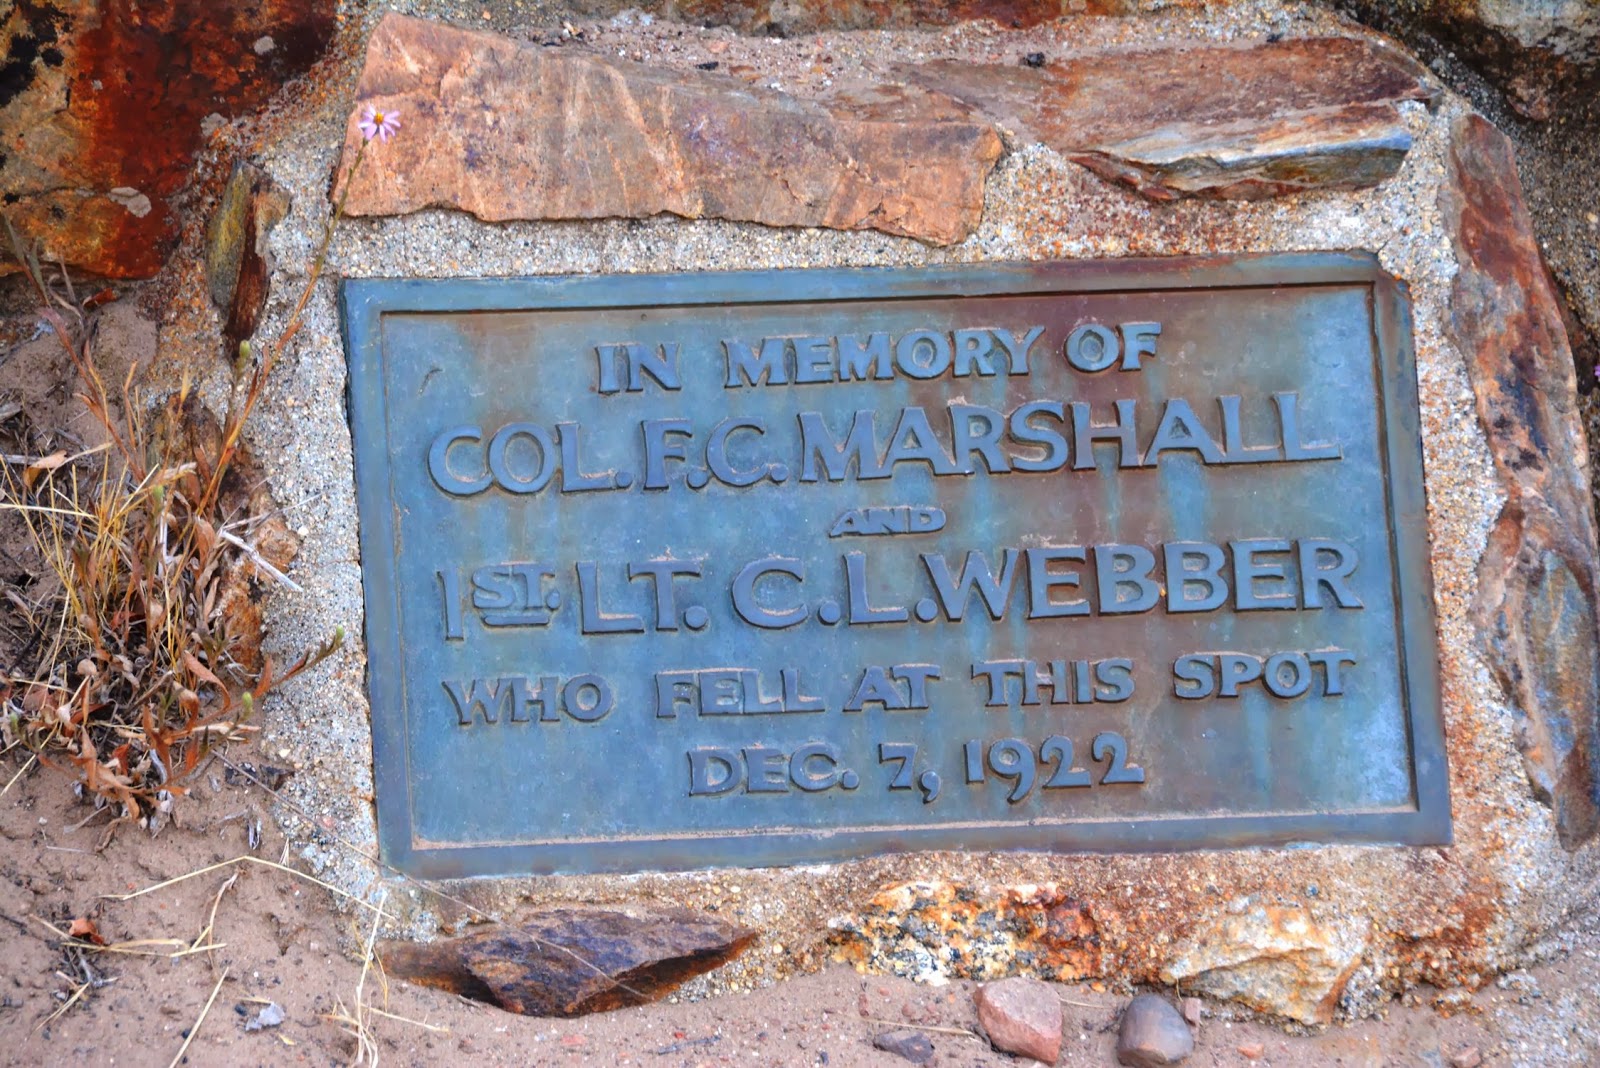 IN MEMORY OF
COL. F.C. MARSHALL
AND
1ST. LT. C.L. WEBBER
WHO FELL AT THIS SPOT
DEC. 7, 1922